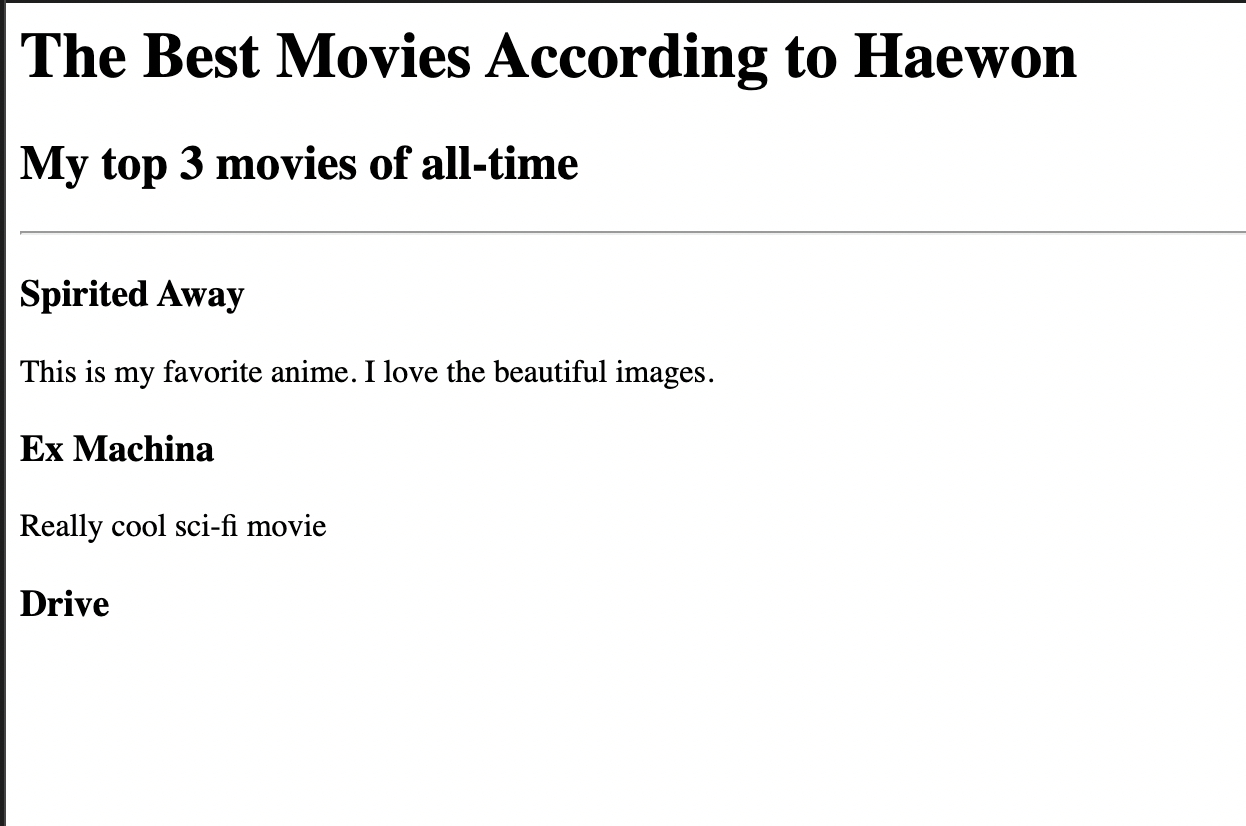 The Best Movies According to Haewon
My top 3 movies of all-time
Spirited Away
This is my favorite anime. I love the beautiful images.
Ex Machina
Really cool sci-fi movie
Drive